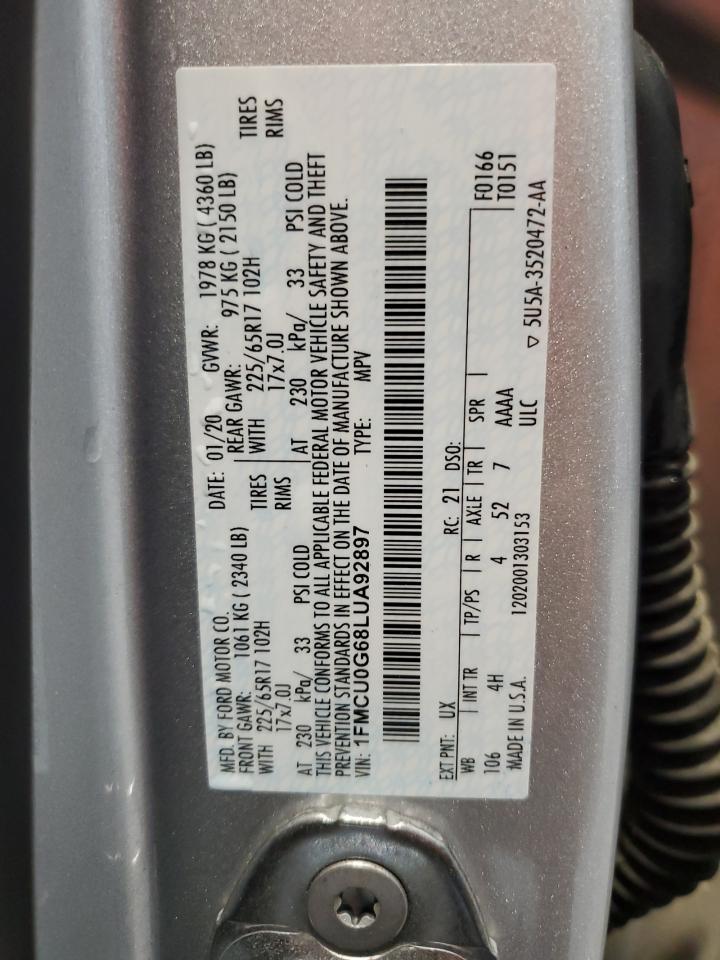 MFD. BY FORD MOTOR CO.
DATE: 01/20 GVWR: 1978 KG ( 4360 LB)
FRONT GAWR: 1061 KG ( 2340 LB) REAR GAWR: 975 KG ( 2150 LB)
WITH 225/65R17 102H TIRES WITH 225/65R17 102H TIRES
17x7.0J RIMS 17x7.0J RIMS
AT 230 kPa/ 33 PSI COLD AT 230 kPa/ 33 PSI COLD
THIS VEHICLE CONFORMS TO ALL APPLICABLE FEDERAL MOTOR VEHICLE SAFETY AND THEFT
PREVENTION STANDARDS IN EFFECT ON THE DATE OF MANUFACTURE SHOWN ABOVE.
VIN: 1FMCU0G68LUA92897 TYPE: MPV
EXT PNT: UX RC: 21 DSO:
WB INT TR TP/PS R AXLE TR SPR F0166
106 4H 4 52 7 AAAA T0151
MADE IN U.S.A. 1202001303153 ULC
▽ 5U5A-3520472-AA